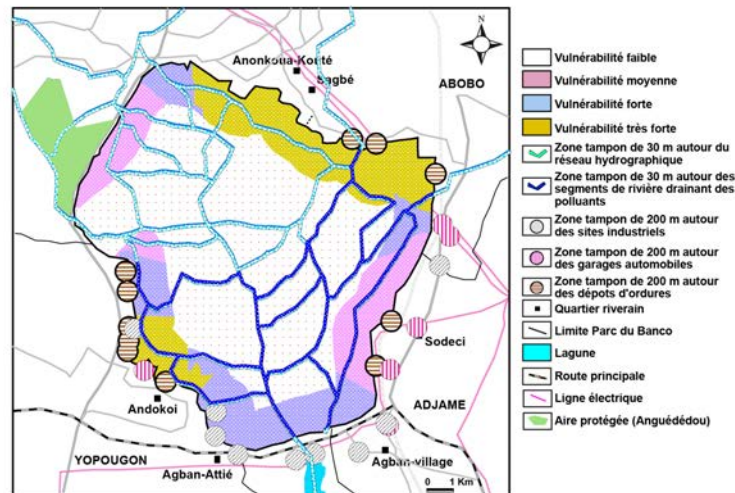 N
Anonkoua-Kouté
Sagbé
ABOBO
Sodeci
Andokoi
ADJAME
YOPOUGON
Agban-Attié
Agban-village
0 1 Km
Vulnérabilité faible
Vulnérabilité moyenne
Vulnérabilité forte
Vulnérabilité très forte
Zone tampon de 30 m autour du
réseau hydrographique
Zone tampon de 30 m autour des
segments de rivière drainant des
polluants
Zone tampon de 200 m autour
des sites industriels
Zone tampon de 200 m autour
des garages automobiles
Zone tampon de 200 m autour
des dépots d'ordures
Quartier riverain
Limite Parc du Banco
Lagune
Route principale
Ligne électrique
Aire protégée (Anguédédou)